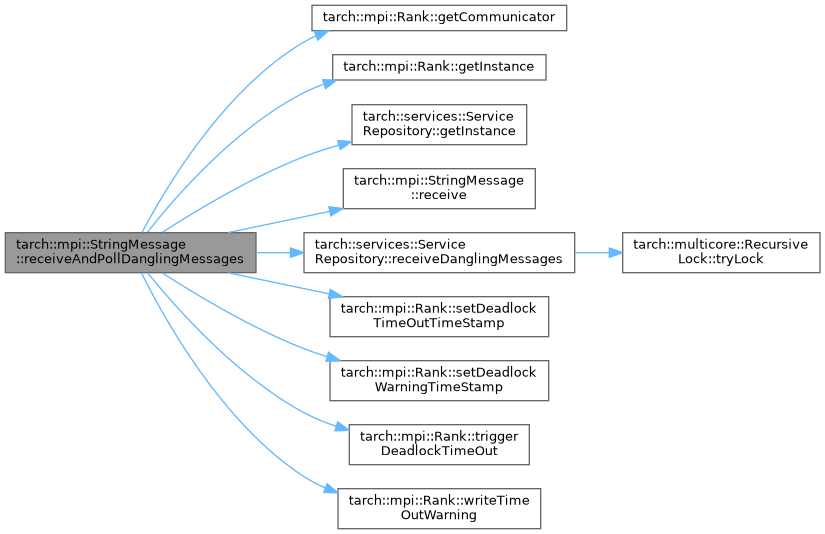 tarch::mpi::Rank::getCommunicator
tarch::mpi::Rank::getInstance
tarch::services::Service
Repository::getInstance
tarch::mpi::StringMessage
::receive
tarch::mpi::StringMessage
::receiveAndPollDanglingMessages
tarch::services::Service
Repository::receiveDanglingMessages
tarch::multicore::Recursive
Lock::tryLock
tarch::mpi::Rank::setDeadlock
TimeOutTimeStamp
tarch::mpi::Rank::setDeadlock
WarningTimeStamp
tarch::mpi::Rank::trigger
DeadlockTimeOut
tarch::mpi::Rank::writeTime
OutWarning